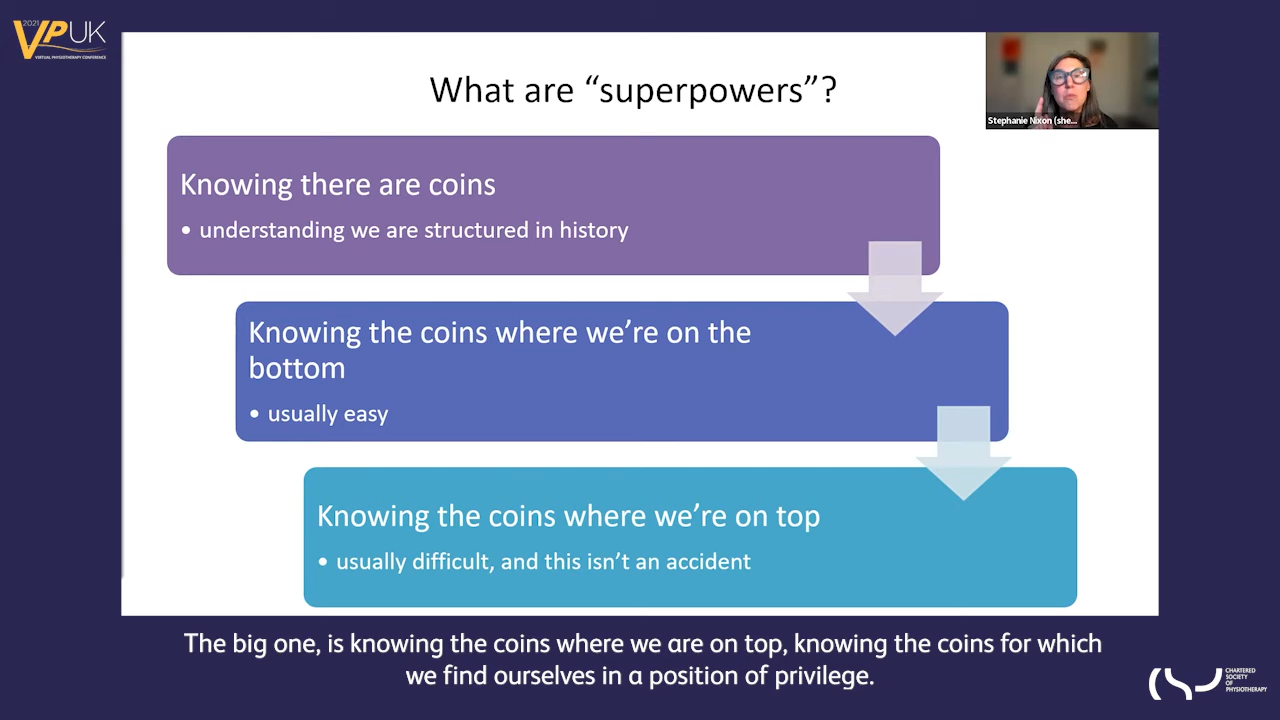 2021
VPUK
VIRTUAL PHYSIOTHERAPY CONFERENCE
What are “superpowers”?
Stephanie Nixon (she...
Knowing there are coins
• understanding we are structured in history
Knowing the coins where we’re on the
bottom
• usually easy
Knowing the coins where we’re on top
• usually difficult, and this isn’t an accident
The big one, is knowing the coins where we are on top, knowing the coins for which
we find ourselves in a position of privilege.
CHARTERED
SOCIETY
OF
PHYSIOTHERAPY